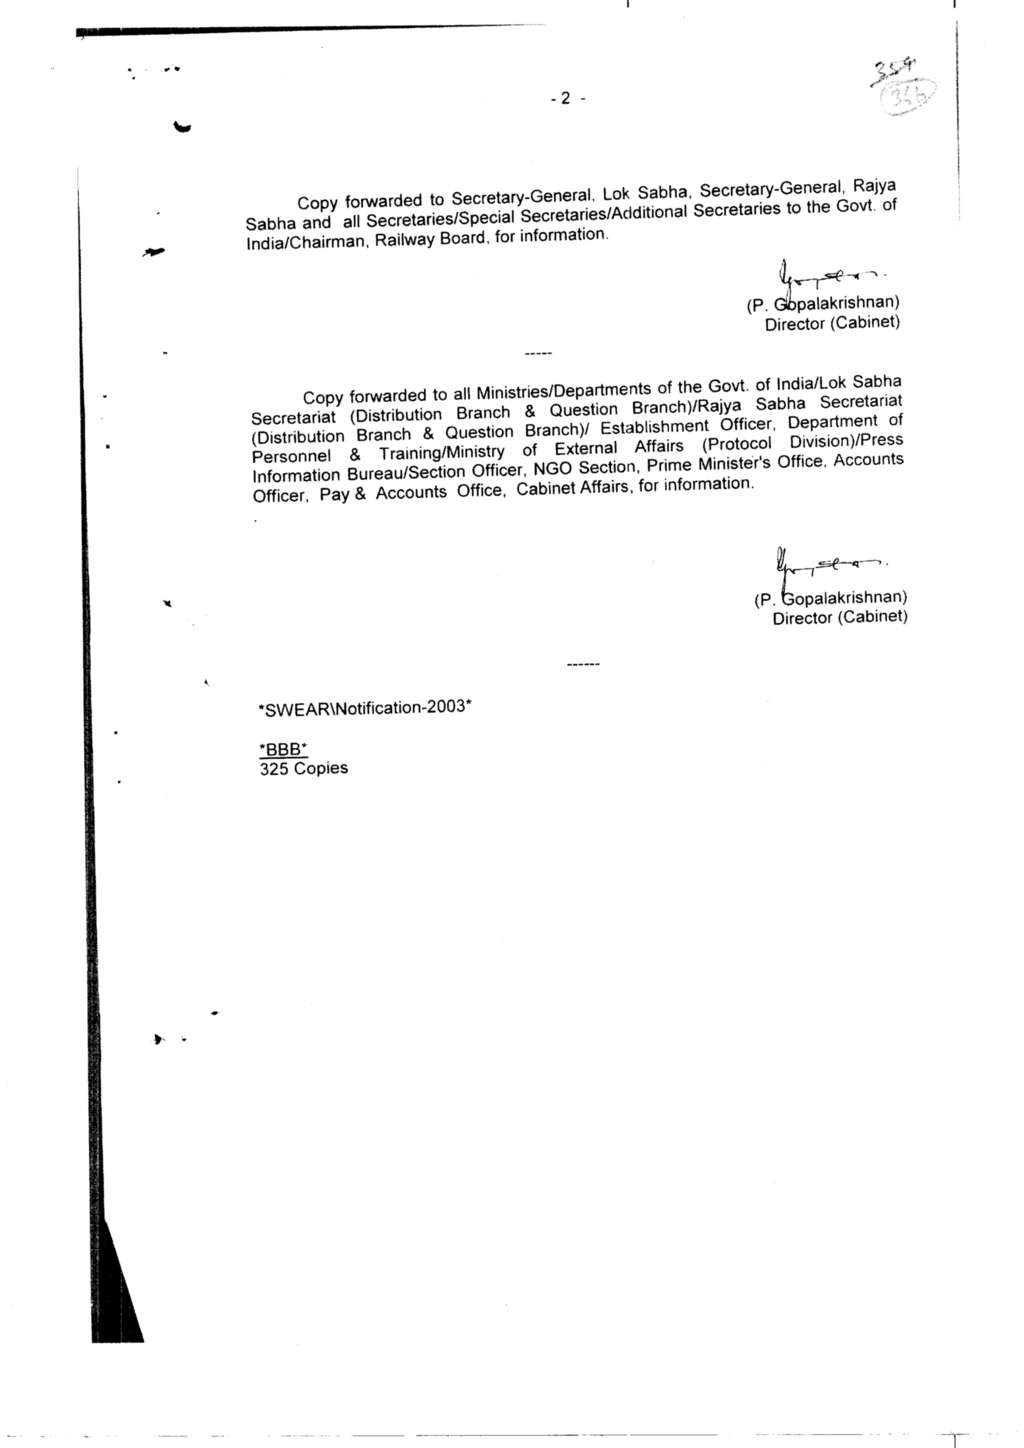 - 2 -
Copy forwarded to Secretary-General, Lok Sabha, Secretary-General, Rajya
Sabha and all Secretaries/Special Secretaries/Additional Secretaries to the Govt. of
India/Chairman, Railway Board, for information.
(P. Gopalakrishnan)
Director (Cabinet)
-----
Copy forwarded to all Ministries/Departments of the Govt. of India/Lok Sabha
Secretariat (Distribution Branch & Question Branch)/Rajya Sabha Secretariat
(Distribution Branch & Question Branch)/ Establishment Officer, Department of
Personnel & Training/Ministry of External Affairs (Protocol Division)/Press
Information Bureau/Section Officer, NGO Section, Prime Minister's Office, Accounts
Officer, Pay & Accounts Office, Cabinet Affairs, for information.
(P. Gopalakrishnan)
Director (Cabinet)
------
*SWEAR\Notification-2003*
*BBB*
325 Copies